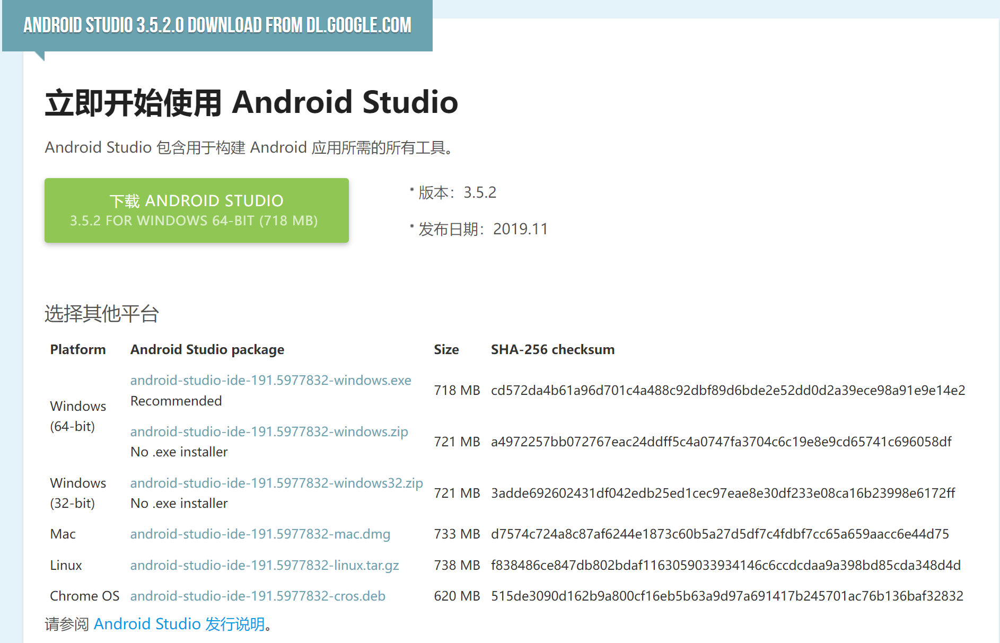 ANDROID STUDIO 3.5.2.0 DOWNLOAD FROM DL.GOOGLE.COM
立即开始使用 Android Studio
Android Studio 包含用于构建 Android 应用所需的所有工具。
下载 ANDROID STUDIO
3.5.2 FOR WINDOWS 64-BIT (718 MB)
版本：3.5.2
发布日期：2019.11
选择其他平台
Platform Android Studio package Size SHA-256 checksum
Windows (64-bit)
android-studio-ide-191.5977832-windows.exe
Recommended
718 MB cd572da4b61a96d701c4a488c92dbf89d6bde2e52dd0d2a39ece98a91e9e14e2
android-studio-ide-191.5977832-windows.zip
No .exe installer
721 MB a4972257bb072767eac24ddff5c4a0747fa3704c6c19e8e9cd65741c696058df
Windows (32-bit)
android-studio-ide-191.5977832-windows32.zip
No .exe installer
721 MB 3adde692602431df042edb25ed1cec97eae8e30df233e08ca16b23998e6172ff
Mac android-studio-ide-191.5977832-mac.dmg 733 MB d7574c724a8c87af6244e1873c60b5a27d5df7c4fdbf7cc65a659aacc6e44d75
Linux android-studio-ide-191.5977832-linux.tar.gz 738 MB f838486ce847db802bdaf1163059033934146c6ccdcdaa9a398bd85cda348d4d
Chrome OS android-studio-ide-191.5977832-cros.deb 620 MB 515de3090d162b9a800cf16eb5b63a9d97a691417b245701ac76b136baf32832
请参阅 Android Studio 发行说明。